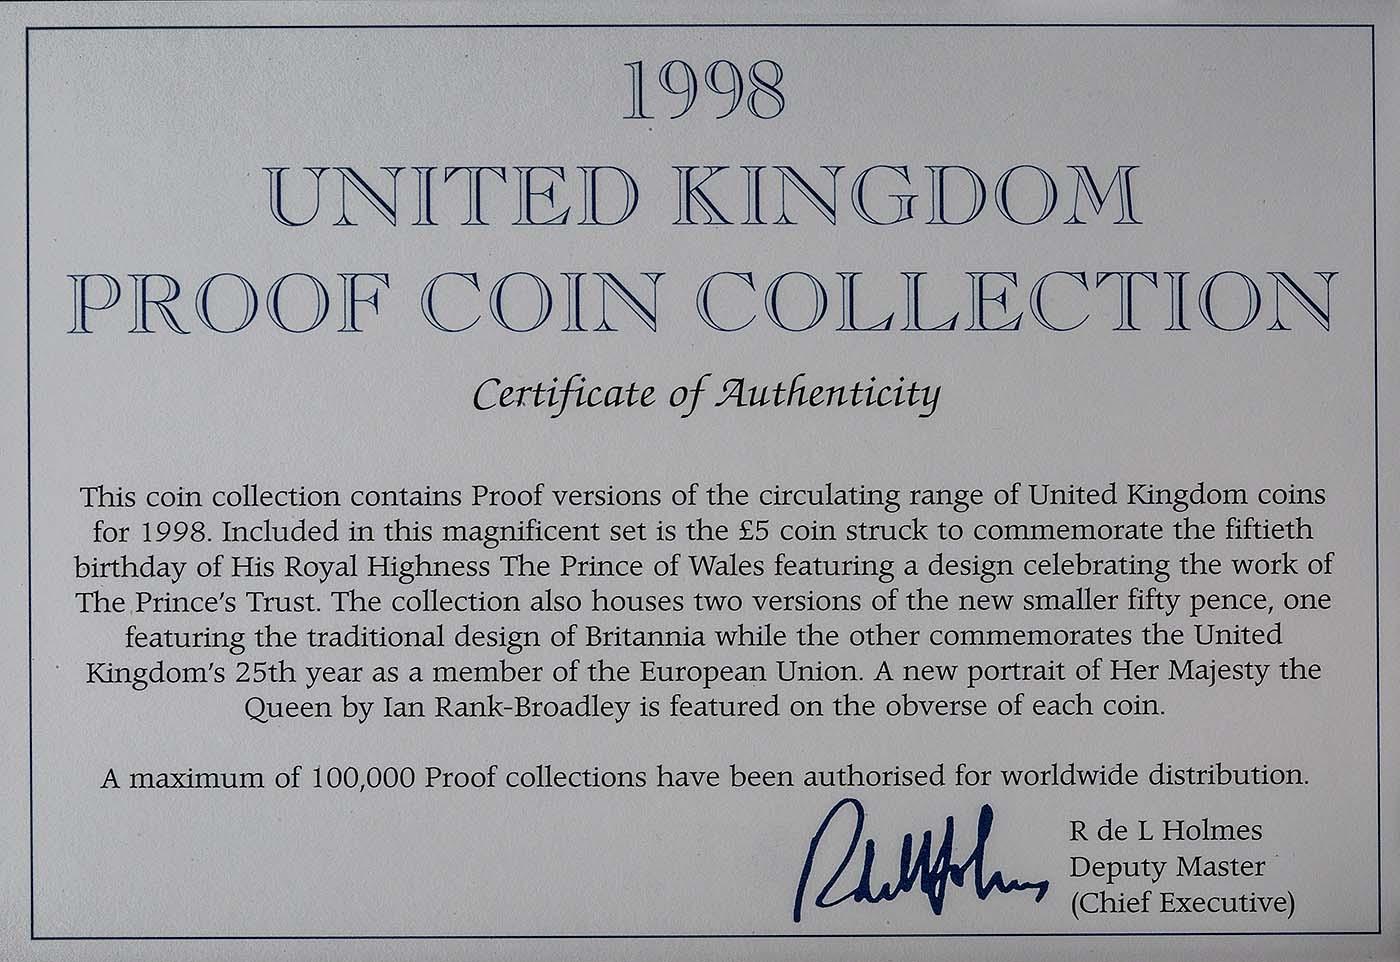 1998
UNITED KINGDOM
PROOF COIN COLLECTION
Certificate of Authenticity
This coin collection contains Proof versions of the circulating range of United Kingdom coins
for 1998. Included in this magnificent set is the £5 coin struck to commemorate the fiftieth
birthday of His Royal Highness The Prince of Wales featuring a design celebrating the work of
The Prince's Trust. The collection also houses two versions of the new smaller fifty pence, one
featuring the traditional design of Britannia while the other commemorates the United
Kingdom's 25th year as a member of the European Union. A new portrait of Her Majesty the
Queen by Ian Rank-Broadley is featured on the obverse of each coin.
A maximum of 100,000 Proof collections have been authorised for worldwide distribution.
R de L Holmes
R de L Holmes
Deputy Master
(Chief Executive)